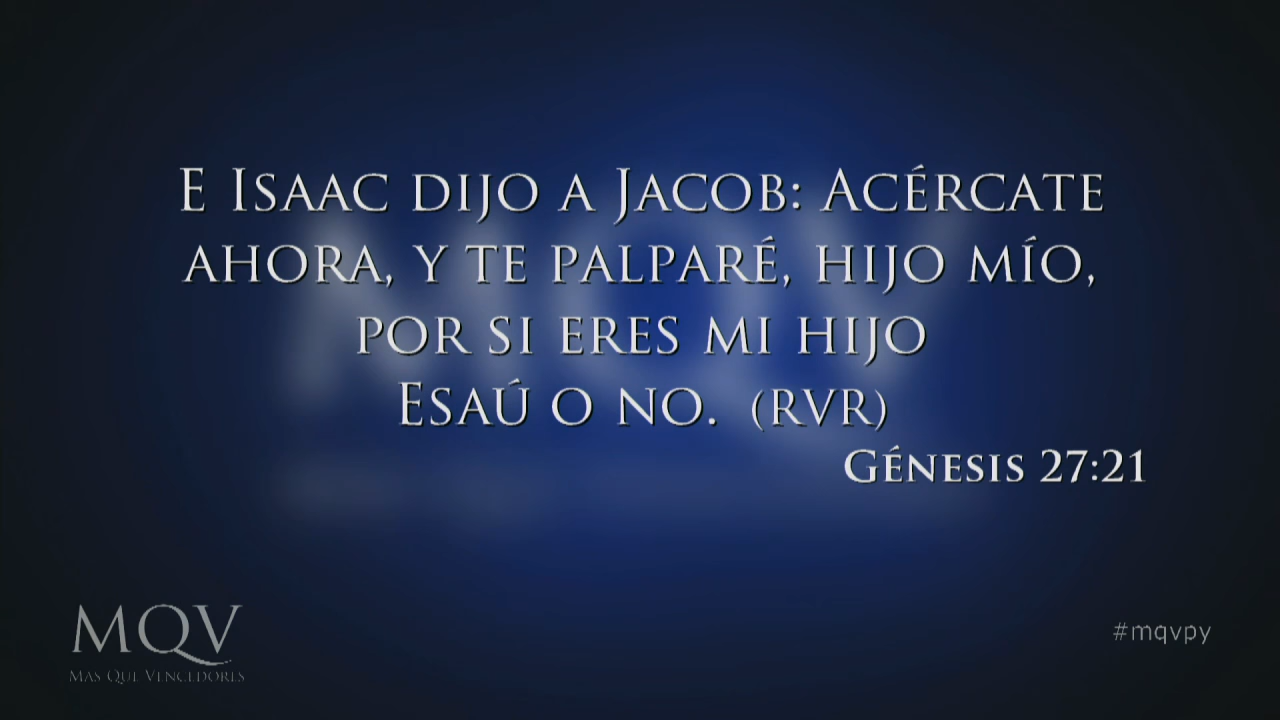 E Isaac dijo a Jacob: Acércate
ahora, y te palparé, hijo mío,
por si eres mi hijo
Esaú o no. (RVR)
Génesis 27:21
MQV
Mas Que Vencedores
#mqvpy